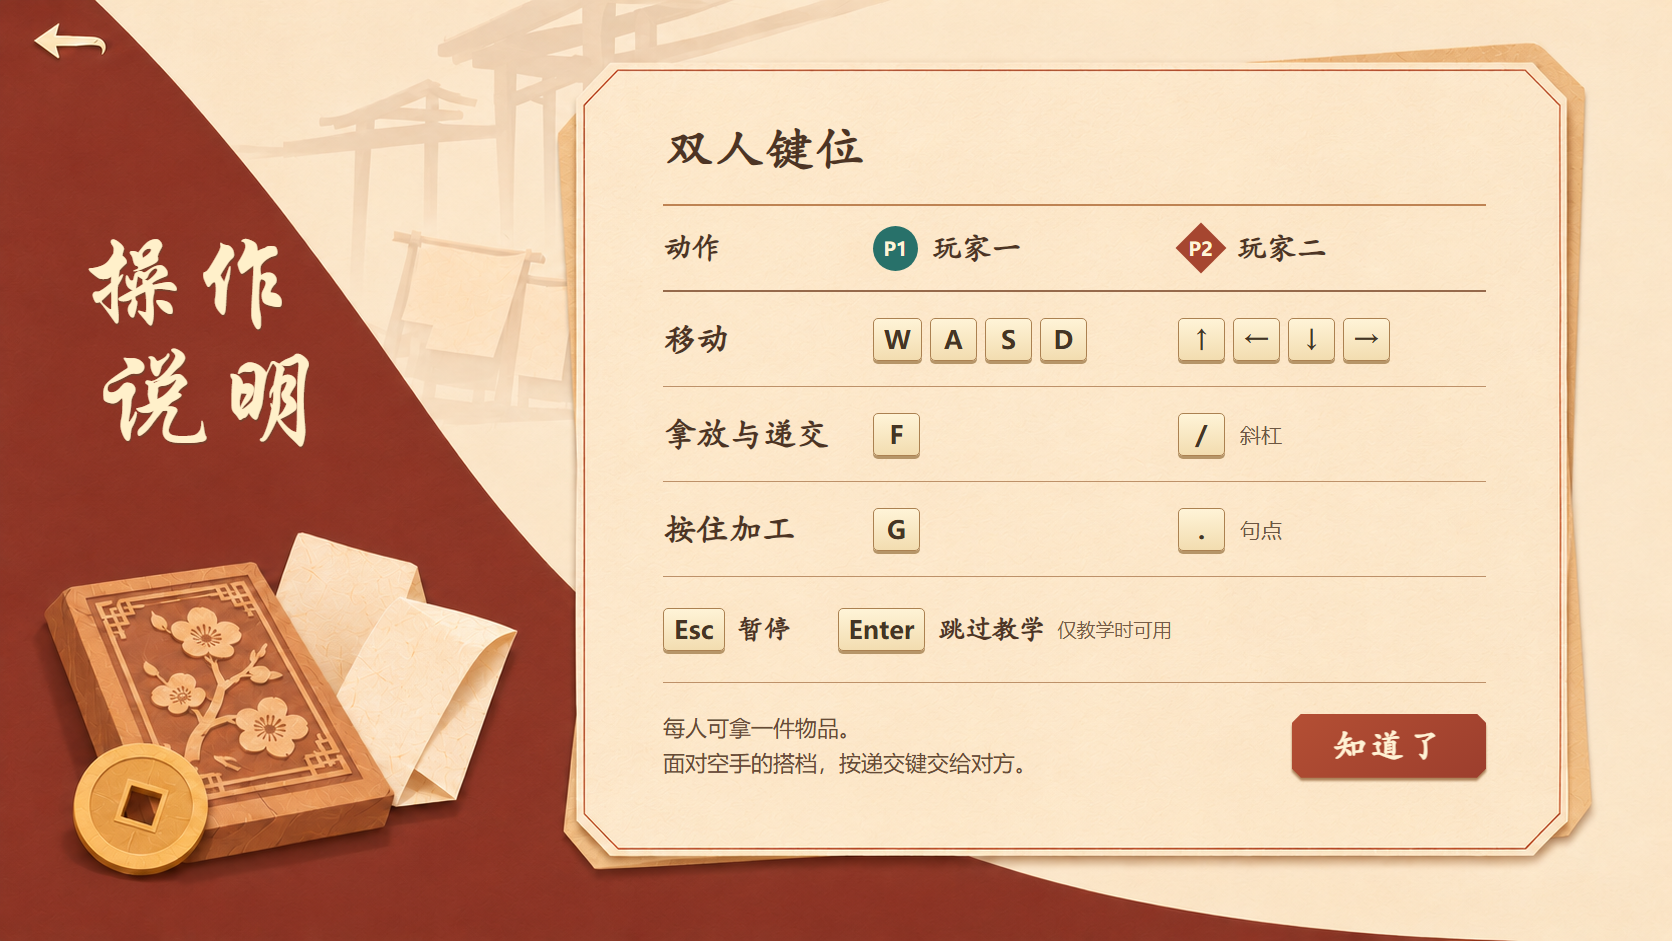 操作
说明
双人键位
动作 P1 玩家一 P2 玩家二
移动 W A S D ↑ ← ↓ →
拿放与递交 F / 斜杠
按住加工 G . 句点
Esc 暂停 Enter 跳过教学 仅教学时可用
每人可拿一件物品。
面对空手的搭档，按递交键交给对方。
知道了